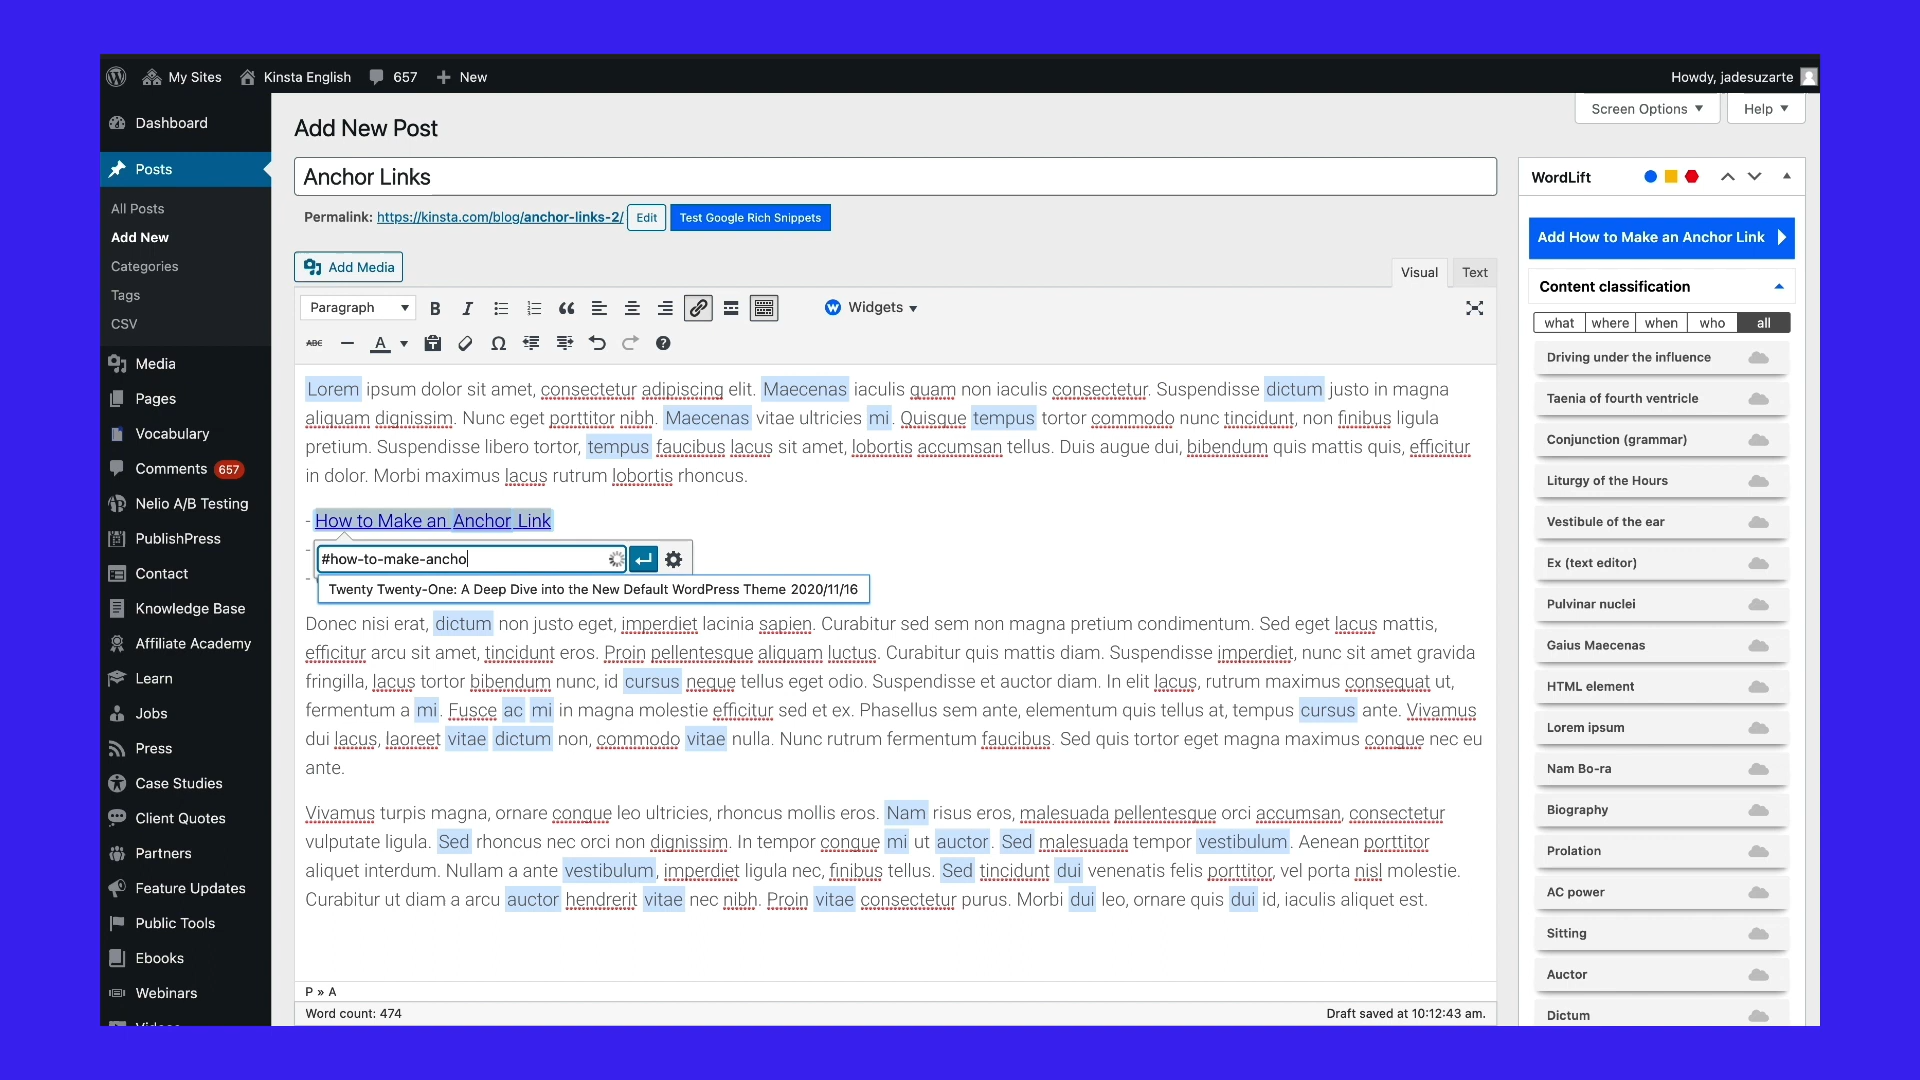 My Sites Kinsta English 657 New Howdy, jadesuzarte
Screen Options Help
Dashboard
Posts
All Posts
Add New
Categories
Tags
CSV
Media
Pages
Vocabulary
Comments 657
Nelio A/B Testing
PublishPress
Contact
Knowledge Base
Affiliate Academy
Learn
Jobs
Press
Case Studies
Client Quotes
Partners
Feature Updates
Public Tools
Ebooks
Webinars
Add New Post
Anchor Links
Permalink: https://kinsta.com/blog/anchor-links-2/ Edit Test Google Rich Snippets
Add Media
Visual Text
Paragraph B I Widgets
ABC A Ω
Lorem ipsum dolor sit amet, consectetur adipiscing elit. Maecenas iaculis quam non iaculis consectetur. Suspendisse dictum justo in magna
aliquam dignissim. Nunc eget porttitor nibh. Maecenas vitae ultricies mi. Quisque tempus tortor commodo nunc tincidunt, non finibus ligula
pretium. Suspendisse libero tortor, tempus faucibus lacus sit amet, lobortis accumsan tellus. Duis augue dui, bibendum quis mattis quis, efficitur
in dolor. Morbi maximus lacus rutrum lobortis rhoncus.
- How to Make an Anchor Link
- #how-to-make-ancho
Twenty Twenty-One: A Deep Dive into the New Default WordPress Theme 2020/11/16
Donec nisi erat, dictum non justo eget, imperdiet lacinia sapien. Curabitur sed sem non magna pretium condimentum. Sed eget lacus mattis,
efficitur arcu sit amet, tincidunt eros. Proin pellentesque aliquam luctus. Curabitur quis mattis diam. Suspendisse imperdiet, nunc sit amet gravida
fringilla, lacus tortor bibendum nunc, id cursus neque tellus eget odio. Suspendisse et auctor diam. In elit lacus, rutrum maximus consequat ut,
fermentum a mi. Fusce ac mi in magna molestie efficitur sed et ex. Phasellus sem ante, elementum quis tellus at, tempus cursus ante. Vivamus
dui lacus, laoreet vitae dictum non, commodo vitae nulla. Nunc rutrum fermentum faucibus. Sed quis tortor eget magna maximus congue nec eu
ante.
Vivamus turpis magna, ornare congue leo ultricies, rhoncus mollis eros. Nam risus eros, malesuada pellentesque orci accumsan, consectetur
vulputate ligula. Sed rhoncus nec orci non dignissim. In tempor congue mi ut auctor. Sed malesuada tempor vestibulum. Aenean porttitor
aliquet interdum. Nullam a ante vestibulum, imperdiet ligula nec, finibus tellus. Sed tincidunt dui venenatis felis porttitor, vel porta nisl molestie.
Curabitur ut diam a arcu auctor hendrerit vitae nec nibh. Proin vitae consectetur purus. Morbi dui leo, ornare quis dui id, iaculis aliquet est.
P » A
Word count: 474 Draft saved at 10:12:43 am.
WordLift
Add How to Make an Anchor Link
Content classification
what where when who all
Driving under the influence
Taenia of fourth ventricle
Conjunction (grammar)
Liturgy of the Hours
Vestibule of the ear
Ex (text editor)
Pulvinar nuclei
Gaius Maecenas
HTML element
Lorem ipsum
Nam Bo-ra
Biography
Prolation
AC power
Sitting
Auctor
Dictum